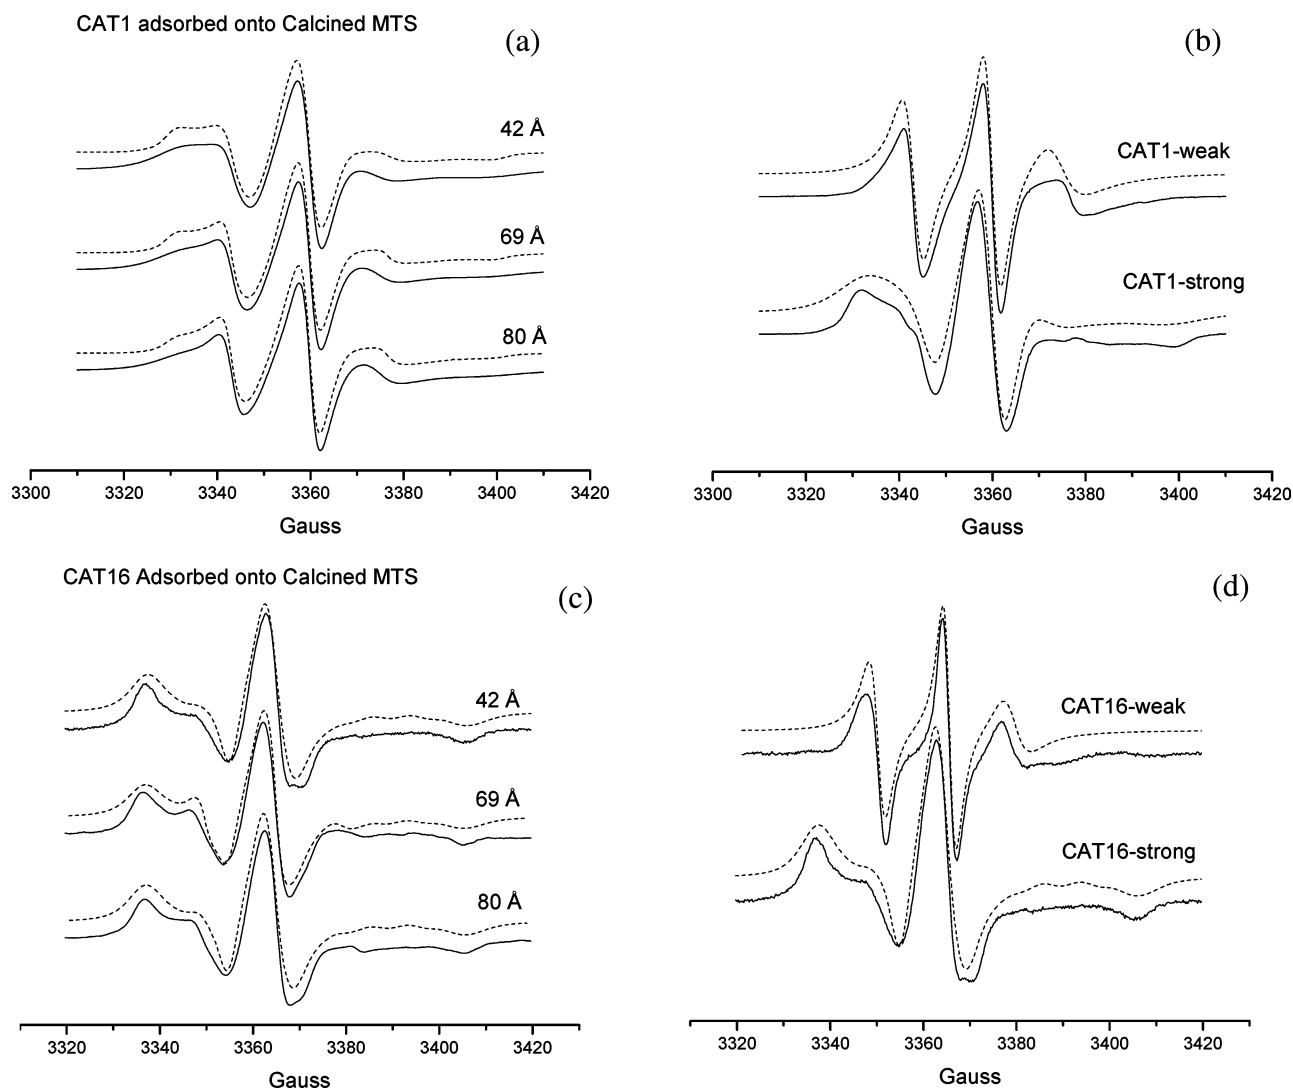 CAT1 adsorbed onto Calcined MTS
(a)
42 Å
69 Å
80 Å
3300 3320 3340 3360 3380 3400 3420
Gauss
(b)
CAT1-weak
CAT1-strong
3300 3320 3340 3360 3380 3400 3420
Gauss
CAT16 Adsorbed onto Calcined MTS
(c)
42 Å
69 Å
80 Å
3320 3340 3360 3380 3400 3420
Gauss
(d)
CAT16-weak
CAT16-strong
3320 3340 3360 3380 3400 3420
Gauss